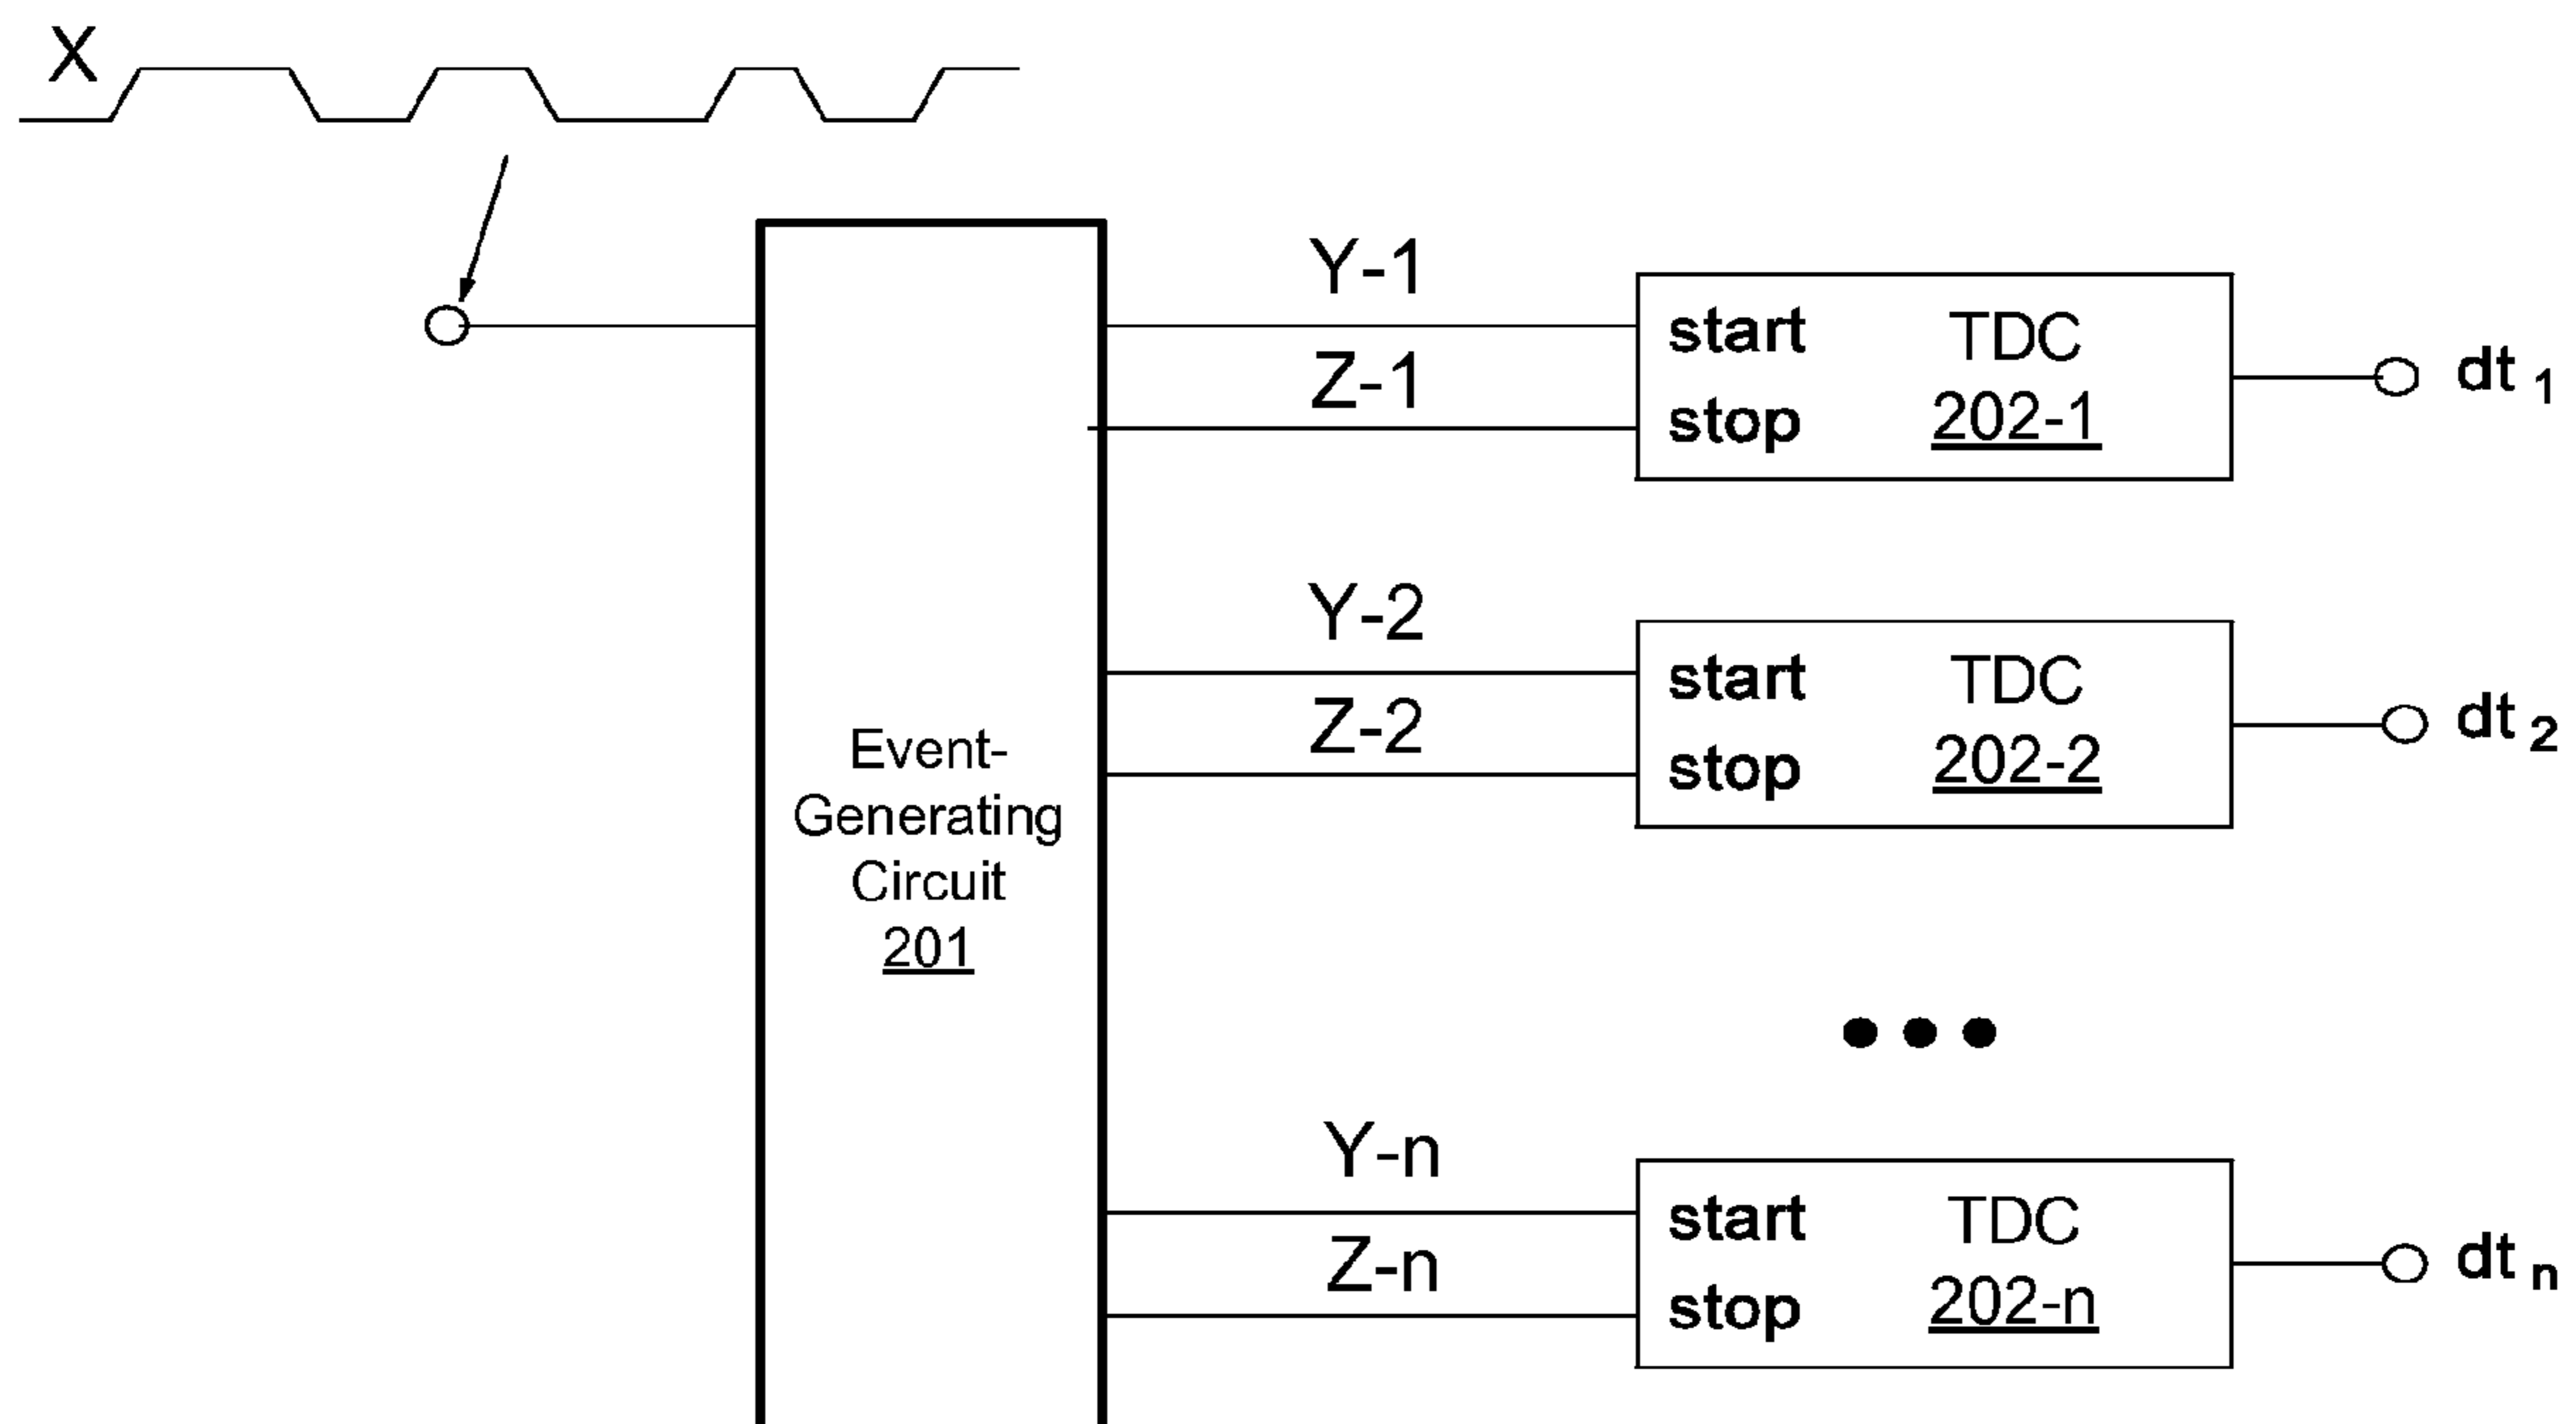 X
Y-1
start TDC
Z-1
stop 202-1
dt 1
Y-2
start TDC
Z-2
stop 202-2
dt 2
Event-
Generating
Circuit
201
Y-n
start TDC
Z-n
stop 202-n
dt n